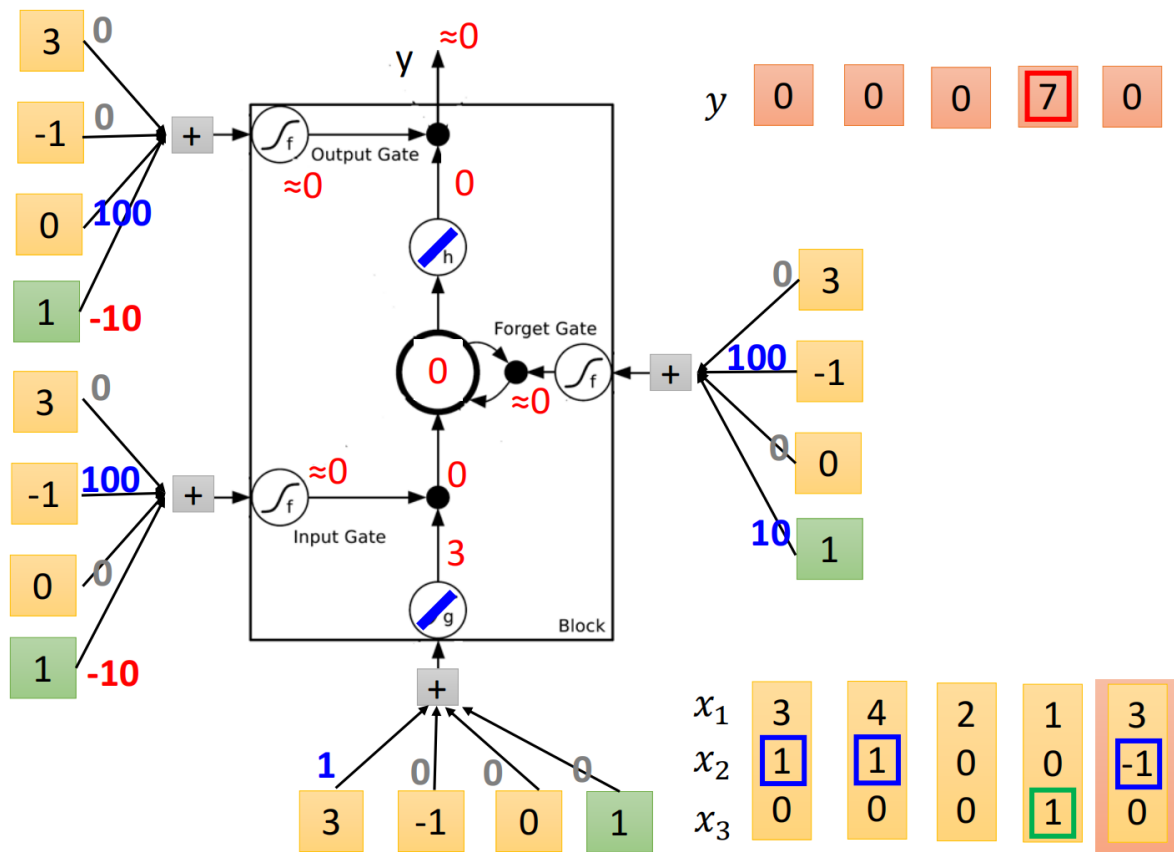 3 0
-1 0
0 100
1 -10
+
f
Output Gate
≈0
y
≈0
0
h
y 0 0 0 7 0
0
Forget Gate
f
≈0
+
0 3
100 -1
0 0
10 1
3 0
-1 100
0 0
1 -10
+
f
≈0
Input Gate
0
3
g
Block
+
1 0 0 0
3 -1 0 1
x₁ 3 4 2 1 3
x₂ 1 1 0 0 -1
x₃ 0 0 0 1 0